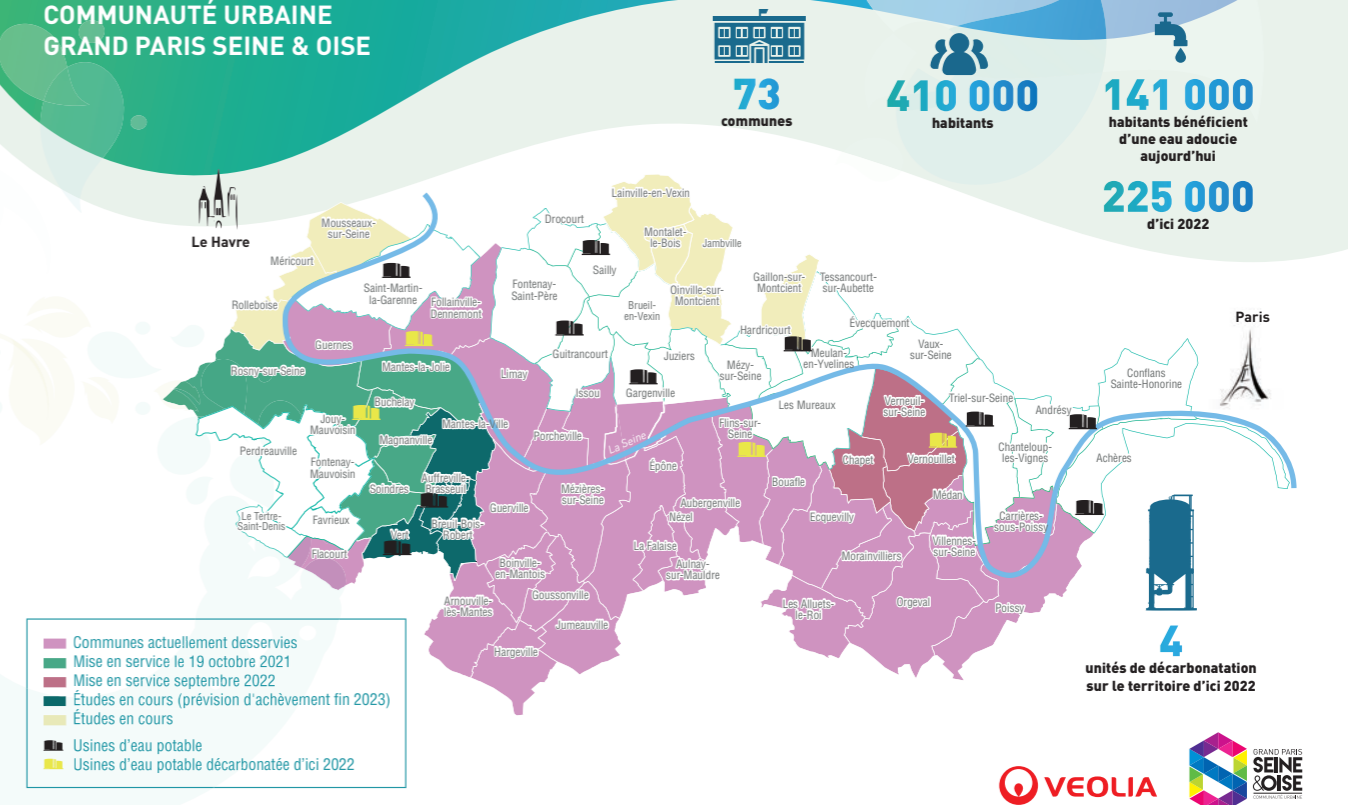 COMMUNAUTÉ URBAINE
GRAND PARIS SEINE & OISE
73
communes
410 000
habitants
141 000
habitants bénéficient
d'une eau adoucie
aujourd'hui
225 000
d'ici 2022
Le Havre
Paris
Mousseaux-
sur-Seine
Méricourt
Rolleboise
Saint-Martin-
la-Garenne
Follainville-
Dennemont
Guernes
Rosny-sur-Seine
Mantes-la-Jolie
Buchelay
Jouy-
Mauvoisin
Magnanville
Mantes-la-Ville
Perdreauville
Fontenay-
Mauvoisin
Soindres
Auffreville-
Brasseuil
Le Tertre-
Saint-Denis
Favrieux
Vert
Breuil-Bois-
Robert
Flacourt
Drocourt
Sailly
Fontenay-
Saint-Père
Brueil-
en-Vexin
Guitrancourt
Limay
Issou
Gargenville
Juziers
Porcheville
La Seine
Lainville-en-Vexin
Montalet-
le-Bois
Jambville
Oinville-sur-
Montcient
Gaillon-sur-
Montcient
Tessancourt-
sur-Aubette
Hardricourt
Évecquemont
Mézy-
sur-Seine
Meulan-
en-Yvelines
Vaux-
sur-Seine
Les Mureaux
Verneuil-
sur-Seine
Triel-sur-Seine
Conflans
Sainte-Honorine
Andrésy
Chanteloup-
les-Vignes
Achères
Flins-sur-
Seine
Chapet
Vernouillet
Bouafle
Médan
Carrières-
sous-Poissy
Épône
Mézières-
sur-Seine
Aubergenville
Guerville
Nézel
Ecquevilly
La Falaise
Morainvilliers
Villennes-
sur-Seine
Boinville-
en-Mantois
Aulnay-
sur-Mauldre
Goussonville
Arnouville-
lès-Mantes
Jumeauville
Hargeville
Les Alluets-
le-Roi
Orgeval
Poissy
Communes actuellement desservies
Mise en service le 19 octobre 2021
Mise en service septembre 2022
Études en cours (prévision d'achèvement fin 2023)
Études en cours
Usines d'eau potable
Usines d'eau potable décarbonatée d'ici 2022
4
unités de décarbonatation
sur le territoire d'ici 2022
VEOLIA
GRAND PARIS
SEINE
&OISE
COMMUNAUTÉ URBAINE